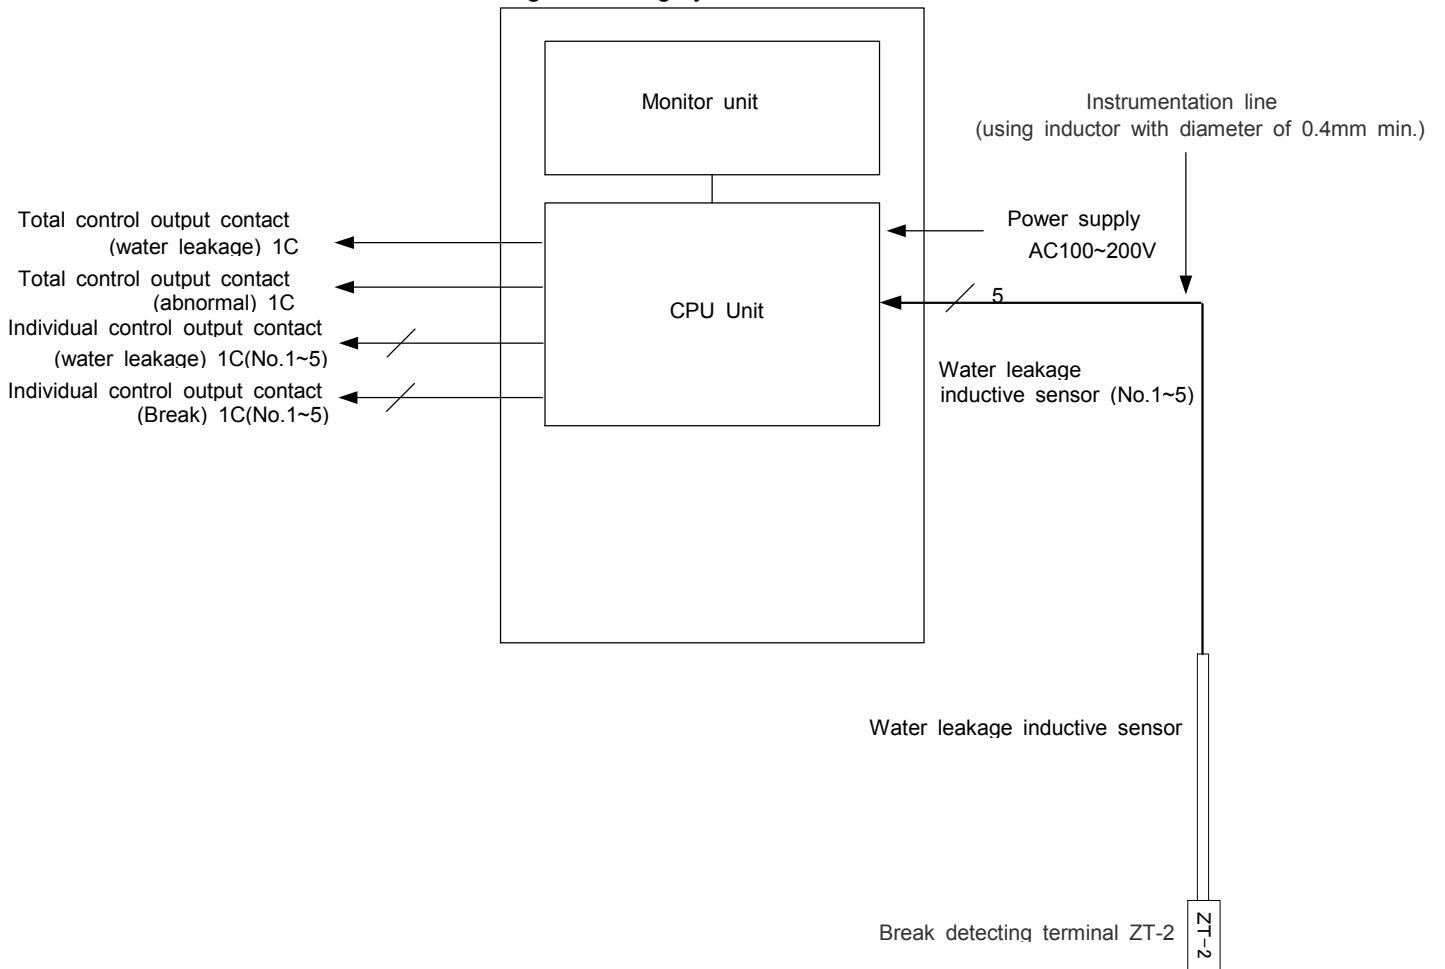 Monitor unit
Instrumentation line
(using inductor with diameter of 0.4mm min.)
Total control output contact
(water leakage) 1C
Power supply
AC100~200V
Total control output contact
(abnormal) 1C
CPU Unit
5
Individual control output contact
(water leakage) 1C(No.1~5)
Water leakage
inductive sensor (No.1~5)
Individual control output contact
(Break) 1C(No.1~5)
Water leakage inductive sensor
Break detecting terminal ZT-2
ZT-2